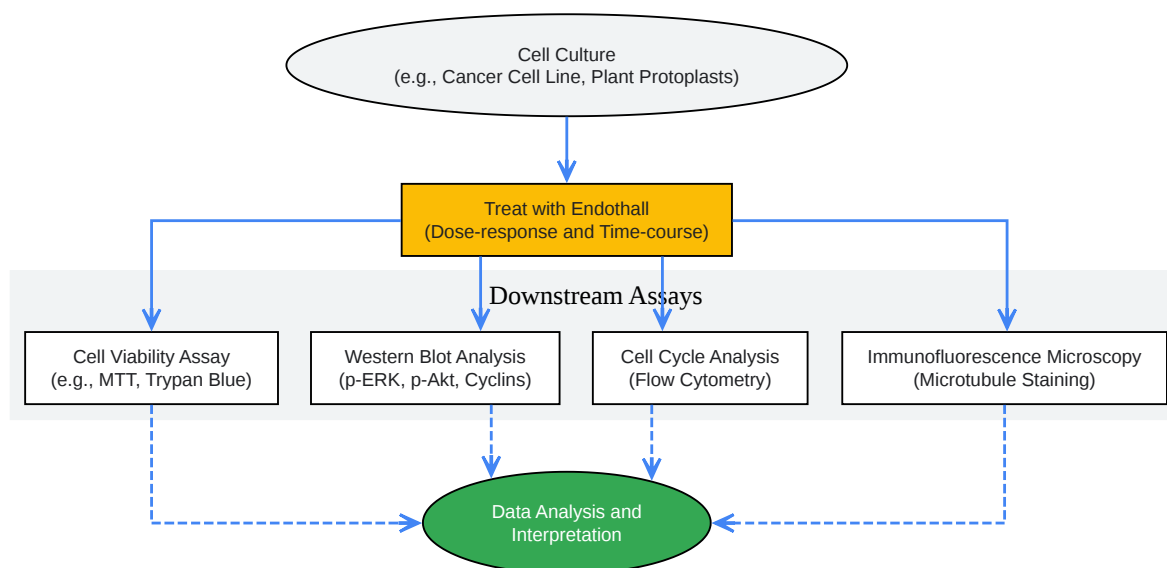 Cell Culture
(e.g., Cancer Cell Line, Plant Protoplasts)
Treat with Endothall
(Dose-response and Time-course)
Downstream Assays
Cell Viability Assay
(e.g., MTT, Trypan Blue)
Western Blot Analysis
(p-ERK, p-Akt, Cyclins)
Cell Cycle Analysis
(Flow Cytometry)
Immunofluorescence Microscopy
(Microtubule Staining)
Data Analysis and
Interpretation